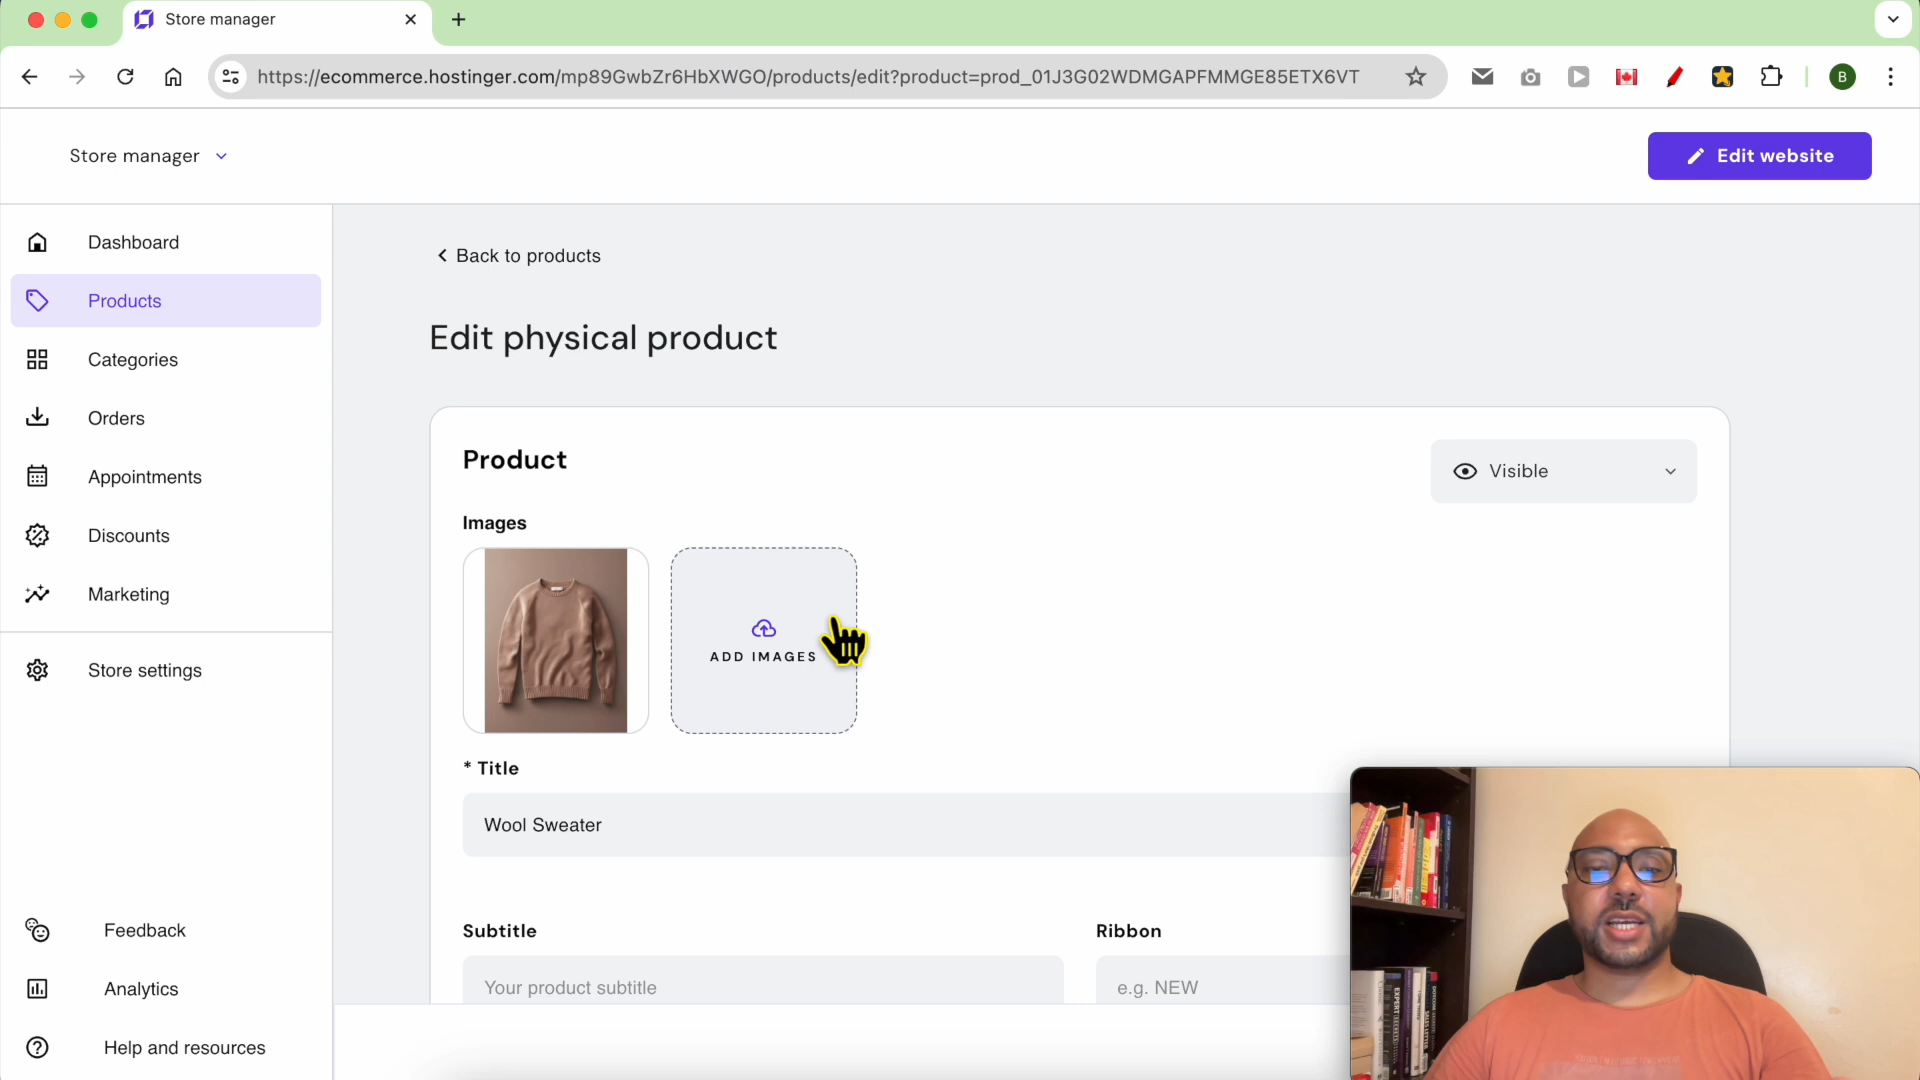 Store manager
https://ecommerce.hostinger.com/mp89GwbZr6HbXWGO/products/edit?product=prod_01J3G02WDMGAPFMMGE85ETX6VT
B
Store manager
Edit website
Dashboard
Products
Categories
Orders
Appointments
Discounts
Marketing
Store settings
Feedback
Analytics
Help and resources
Back to products
Edit physical product
Product
Visible
Images
ADD IMAGES
* Title
Wool Sweater
Subtitle
Ribbon
Your product subtitle
e.g. NEW
EXPERT